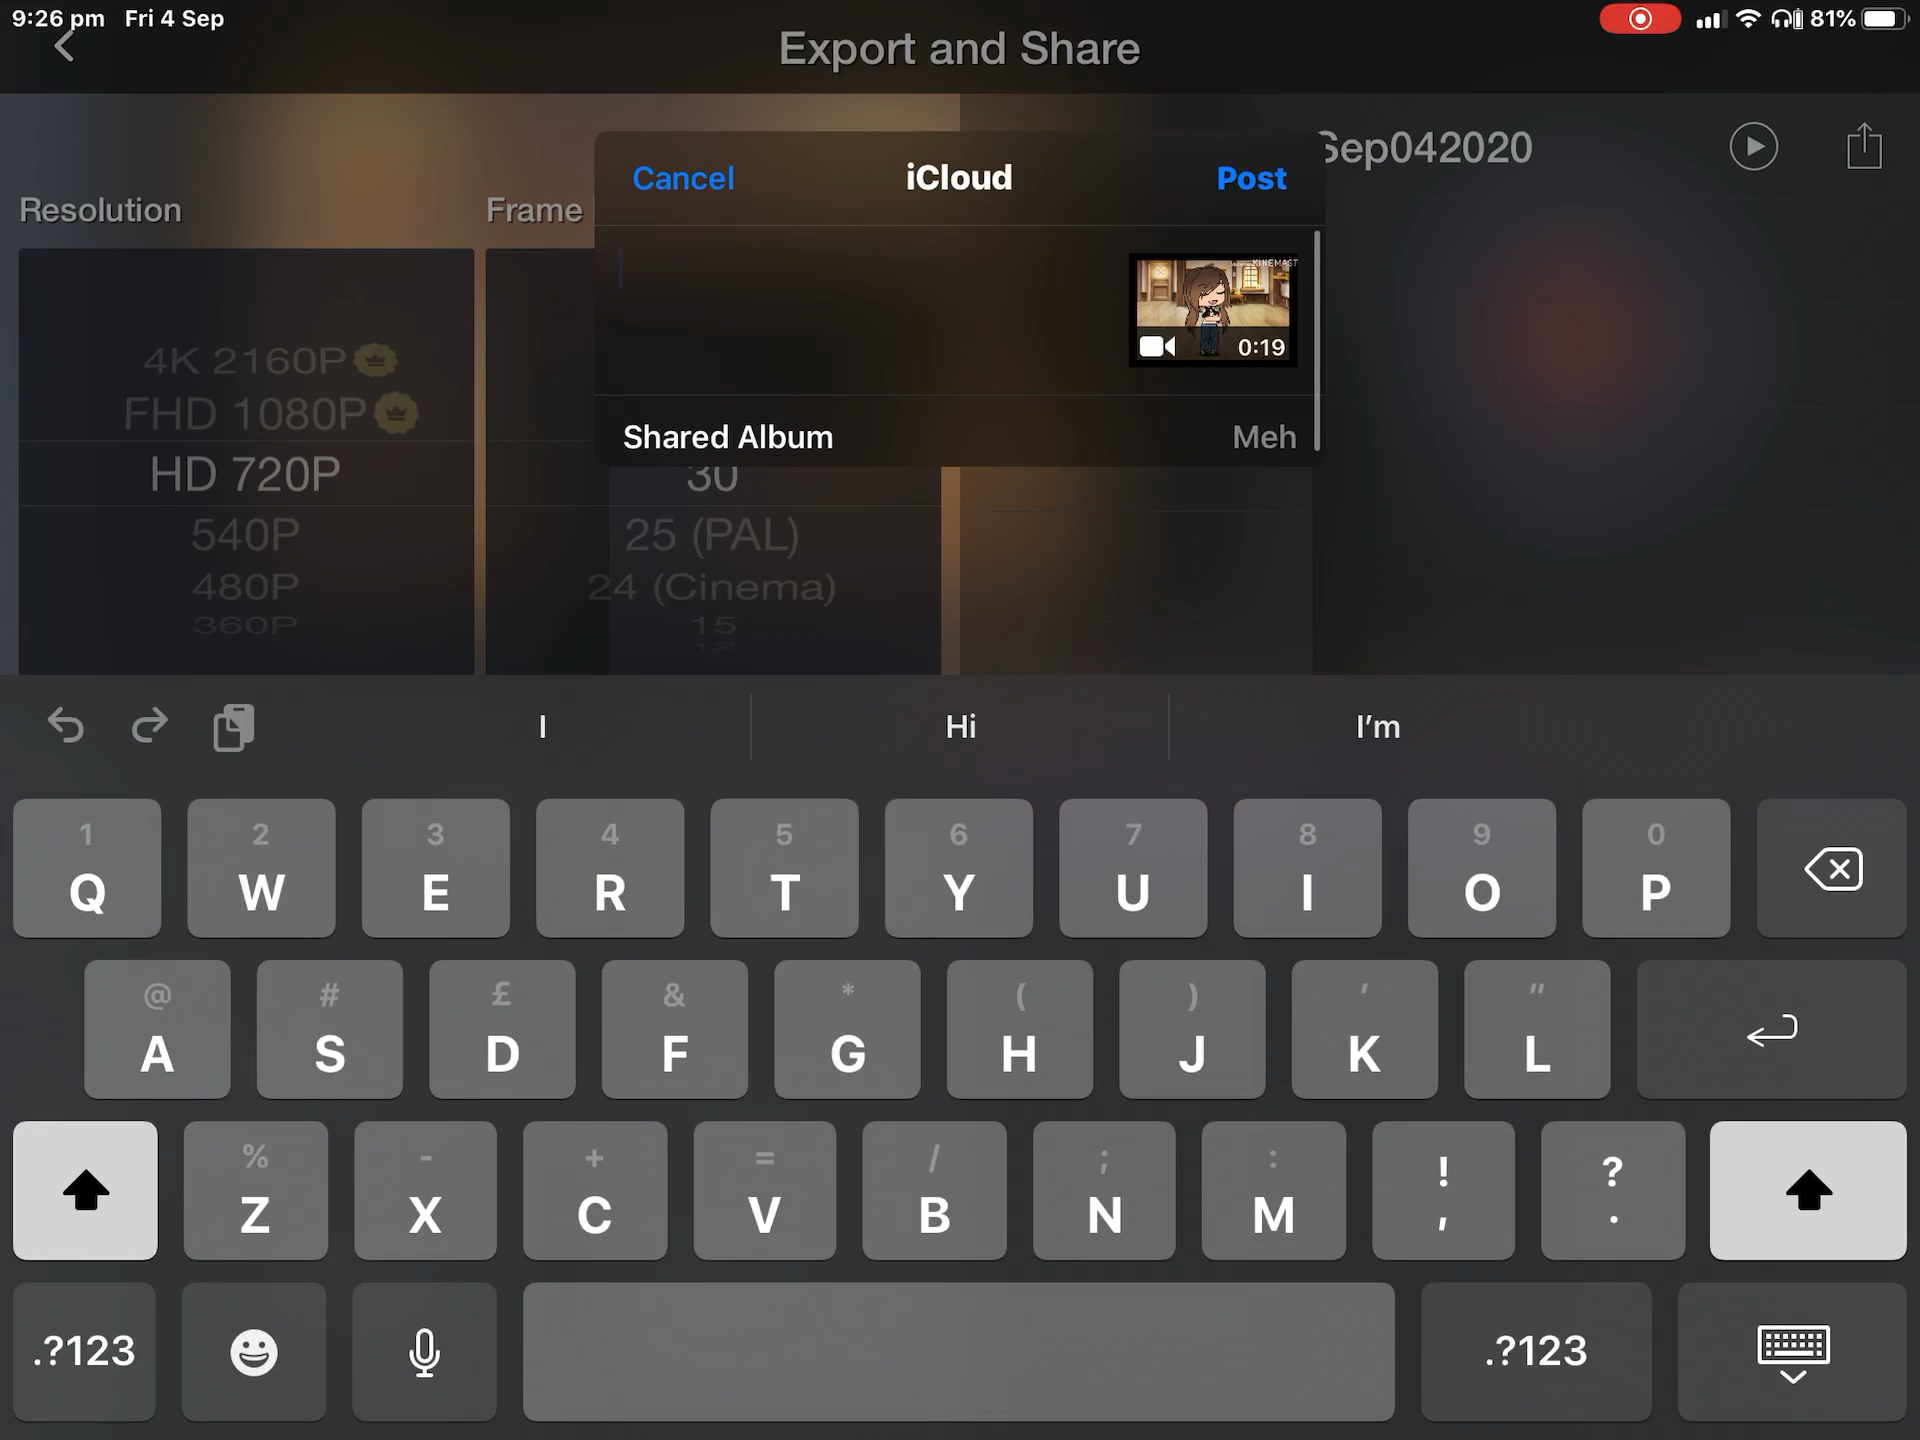 9:26 pm Fri 4 Sep
81%
Export and Share
Sep042020
Cancel iCloud Post
Resolution
Frame
KINEMAST
0:19
4K 2160P
FHD 1080P
HD 720P
540P
480P
360P
Shared Album Meh
30
25 (PAL)
24 (Cinema)
15
12
I Hi I’m
1 2 3 4 5 6 7 8 9 0
Q W E R T Y U I O P
@ # £ & * ( ) ' "
A S D F G H J K L
% - + = / ; : ! ?
Z X C V B N M , .
.?123 .?123